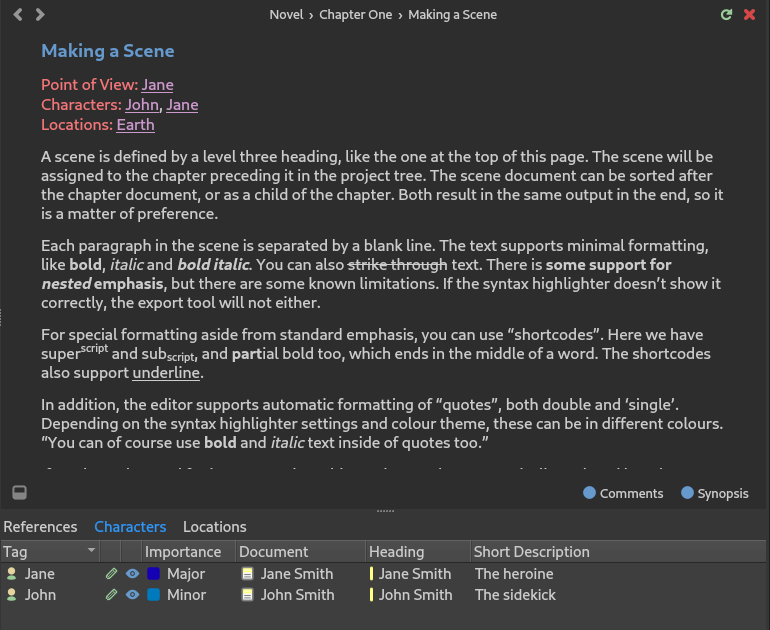 Novel › Chapter One › Making a Scene
Making a Scene
Point of View: Jane
Characters: John, Jane
Locations: Earth
A scene is defined by a level three heading, like the one at the top of this page. The scene will be
assigned to the chapter preceding it in the project tree. The scene document can be sorted after
the chapter document, or as a child of the chapter. Both result in the same output in the end, so it
is a matter of preference.
Each paragraph in the scene is separated by a blank line. The text supports minimal formatting,
like bold, italic and bold italic. You can also strike through text. There is some support for
nested emphasis, but there are some known limitations. If the syntax highlighter doesn’t show it
correctly, the export tool will not either.
For special formatting aside from standard emphasis, you can use “shortcodes”. Here we have
superscript and subscript, and partial bold too, which ends in the middle of a word. The shortcodes
also support underline.
In addition, the editor supports automatic formatting of “quotes”, both double and ‘single’.
Depending on the syntax highlighter settings and colour theme, these can be in different colours.
“You can of course use bold and italic text inside of quotes too.”
Comments Synopsis
References Characters Locations
Tag Importance Document Heading Short Description
Jane Major Jane Smith Jane Smith The heroine
John Minor John Smith John Smith The sidekick